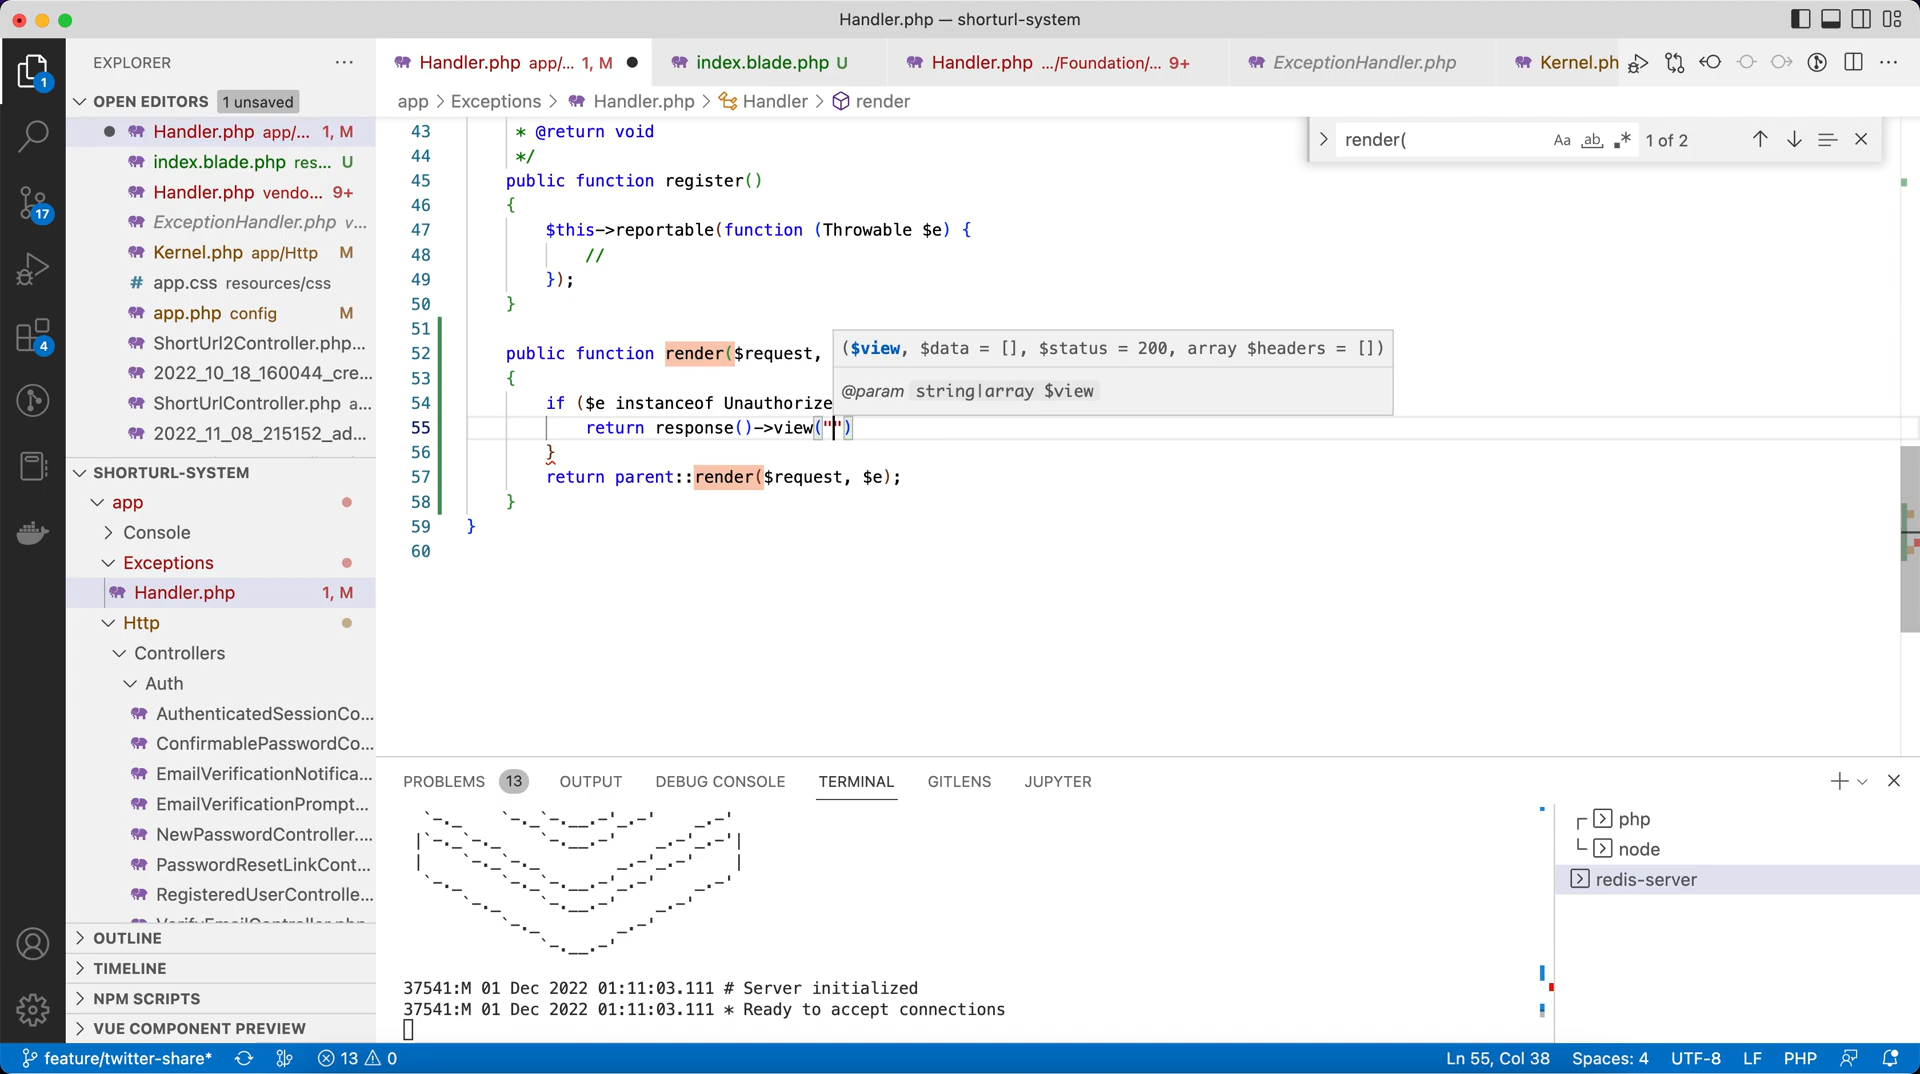 Handler.php — shorturl-system
EXPLORER
1
OPEN EDITORS 1 unsaved
Handler.php app/... 1, M
index.blade.php res... U
Handler.php vendo... 9+
ExceptionHandler.php v...
Kernel.php app/Http M
# app.css resources/css
app.php config M
ShortUrl2Controller.php...
2022_10_18_160044_cre...
ShortUrlController.php a...
2022_11_08_215152_ad...
17
4
SHORTURL-SYSTEM
app
Console
Exceptions
Handler.php 1, M
Http
Controllers
Auth
AuthenticatedSessionCo...
ConfirmablePasswordCo...
EmailVerificationNotifica...
EmailVerificationPrompt...
NewPasswordController....
PasswordResetLinkCont...
RegisteredUserControlle...
VerifyEmailController.php
OUTLINE
TIMELINE
NPM SCRIPTS
VUE COMPONENT PREVIEW
Handler.php app/... 1, M
index.blade.php U
Handler.php .../Foundation/... 9+
ExceptionHandler.php
Kernel.ph
app > Exceptions > Handler.php > Handler > render
render(
Aa ab .* 1 of 2
43 * @return void
44 */
45 public function register()
46 {
47 $this->reportable(function (Throwable $e) {
48 //
49 });
50 }
51
52 public function render($request,
53 {
54 if ($e instanceof Unauthorize
55 return response()->view("")
56 }
57 return parent::render($request, $e);
58 }
59 }
60
($view, $data = [], $status = 200, array $headers = [])
@param string|array $view
PROBLEMS 13 OUTPUT DEBUG CONSOLE TERMINAL GITLENS JUPYTER
37541:M 01 Dec 2022 01:11:03.111 # Server initialized
37541:M 01 Dec 2022 01:11:03.111 * Ready to accept connections
php
node
redis-server
feature/twitter-share* 13 0
Ln 55, Col 38 Spaces: 4 UTF-8 LF PHP